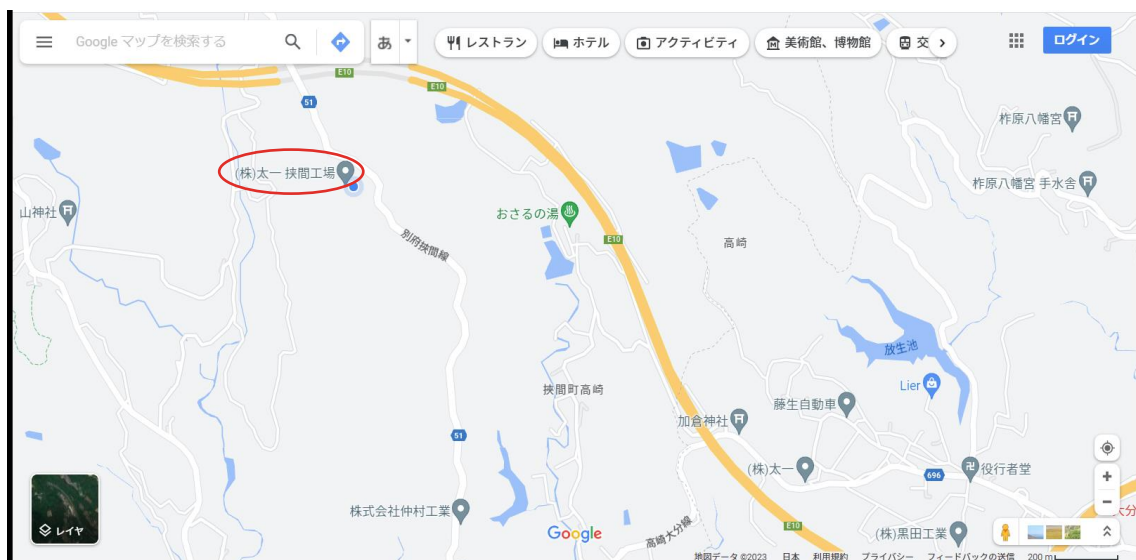 Google マップを検索する
あ
レストラン
ホテル
アクティビティ
美術館、博物館
交
ログイン
E10
51
E10
柞原八幡宮
(株)太一 挟間工場
柞原八幡宮 手水舎
山神社
おさるの湯
別府挟間線
E10
高崎
放生池
Lier
挟間町高崎
藤生自動車
加倉神社
51
(株)太一
696
役行者堂
株式会社仲村工業
大分
レイヤ
Google
高崎大分線
E10
(株)黒田工業
地図データ ©2023 日本 利用規約 プライバシー フィードバックの送信 200 m